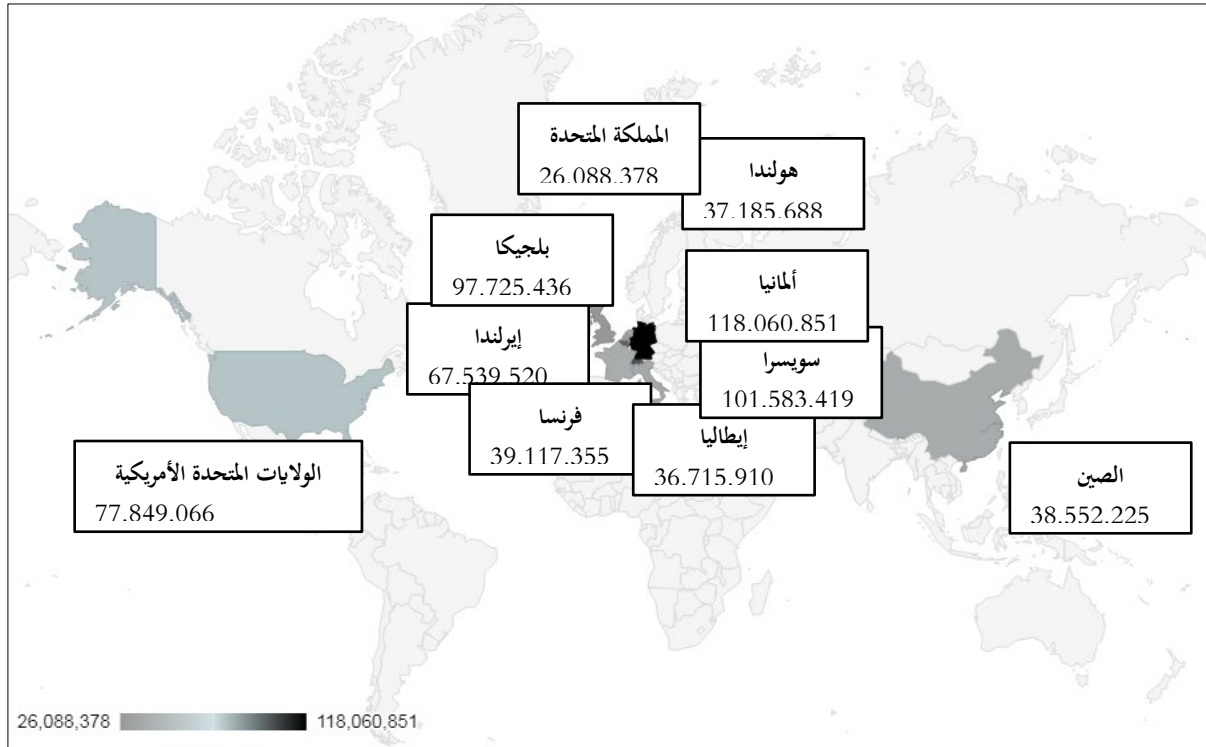 المملكة المتحدة
26.088.378
هولندا
37.185.688
بلجيكا
97.725.436
ألمانيا
118.060.851
إيرلندا
67.539.520
سويسرا
101.583.419
فرنسا
39.117.355
إيطاليا
36.715.910
الولايات المتحدة الأمريكية
77.849.066
الصين
38.552.225
26,088,378 118,060,851